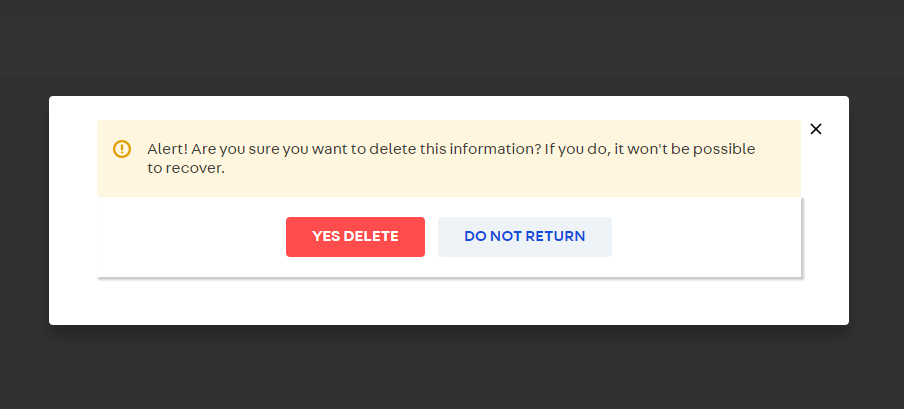 Alert! Are you sure you want to delete this information? If you do, it won't be possible
to recover.
YES DELETE
DO NOT RETURN